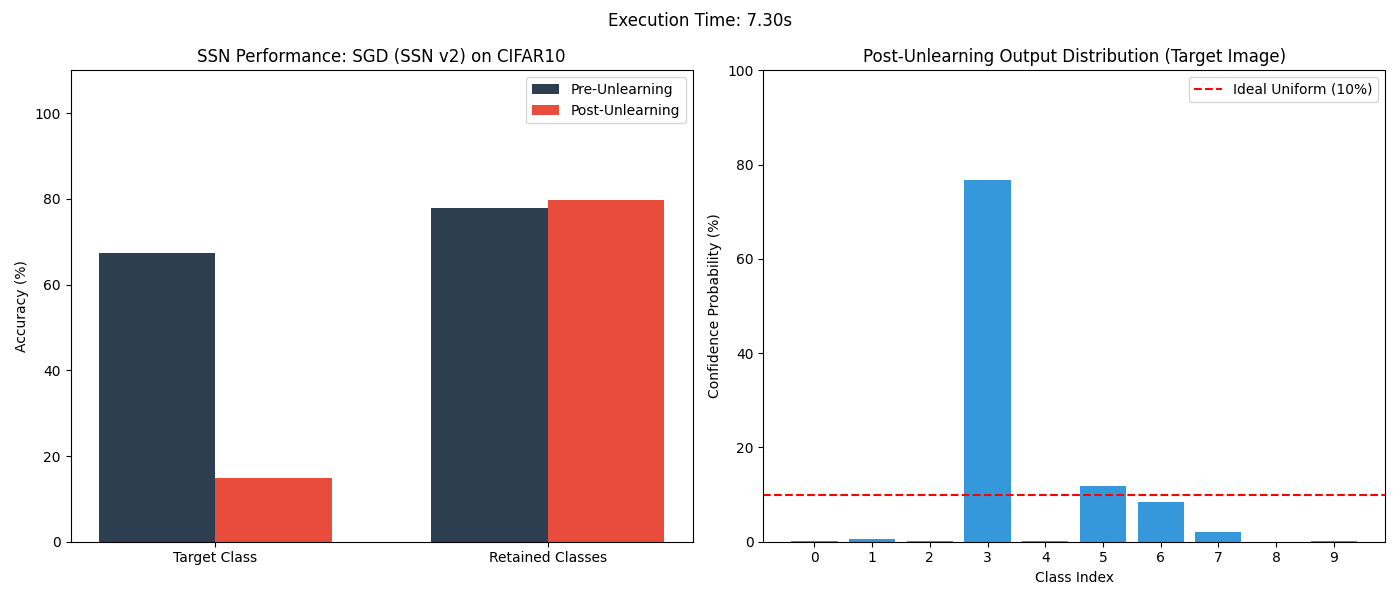 Execution Time: 7.30s
SSN Performance: SGD (SSN v2) on CIFAR10
Accuracy (%)
100
80
60
40
20
0
Pre-Unlearning
Post-Unlearning
Target Class
Retained Classes
Post-Unlearning Output Distribution (Target Image)
Confidence Probability (%)
100
80
60
40
20
0
Ideal Uniform (10%)
0 1 2 3 4 5 6 7 8 9
Class Index